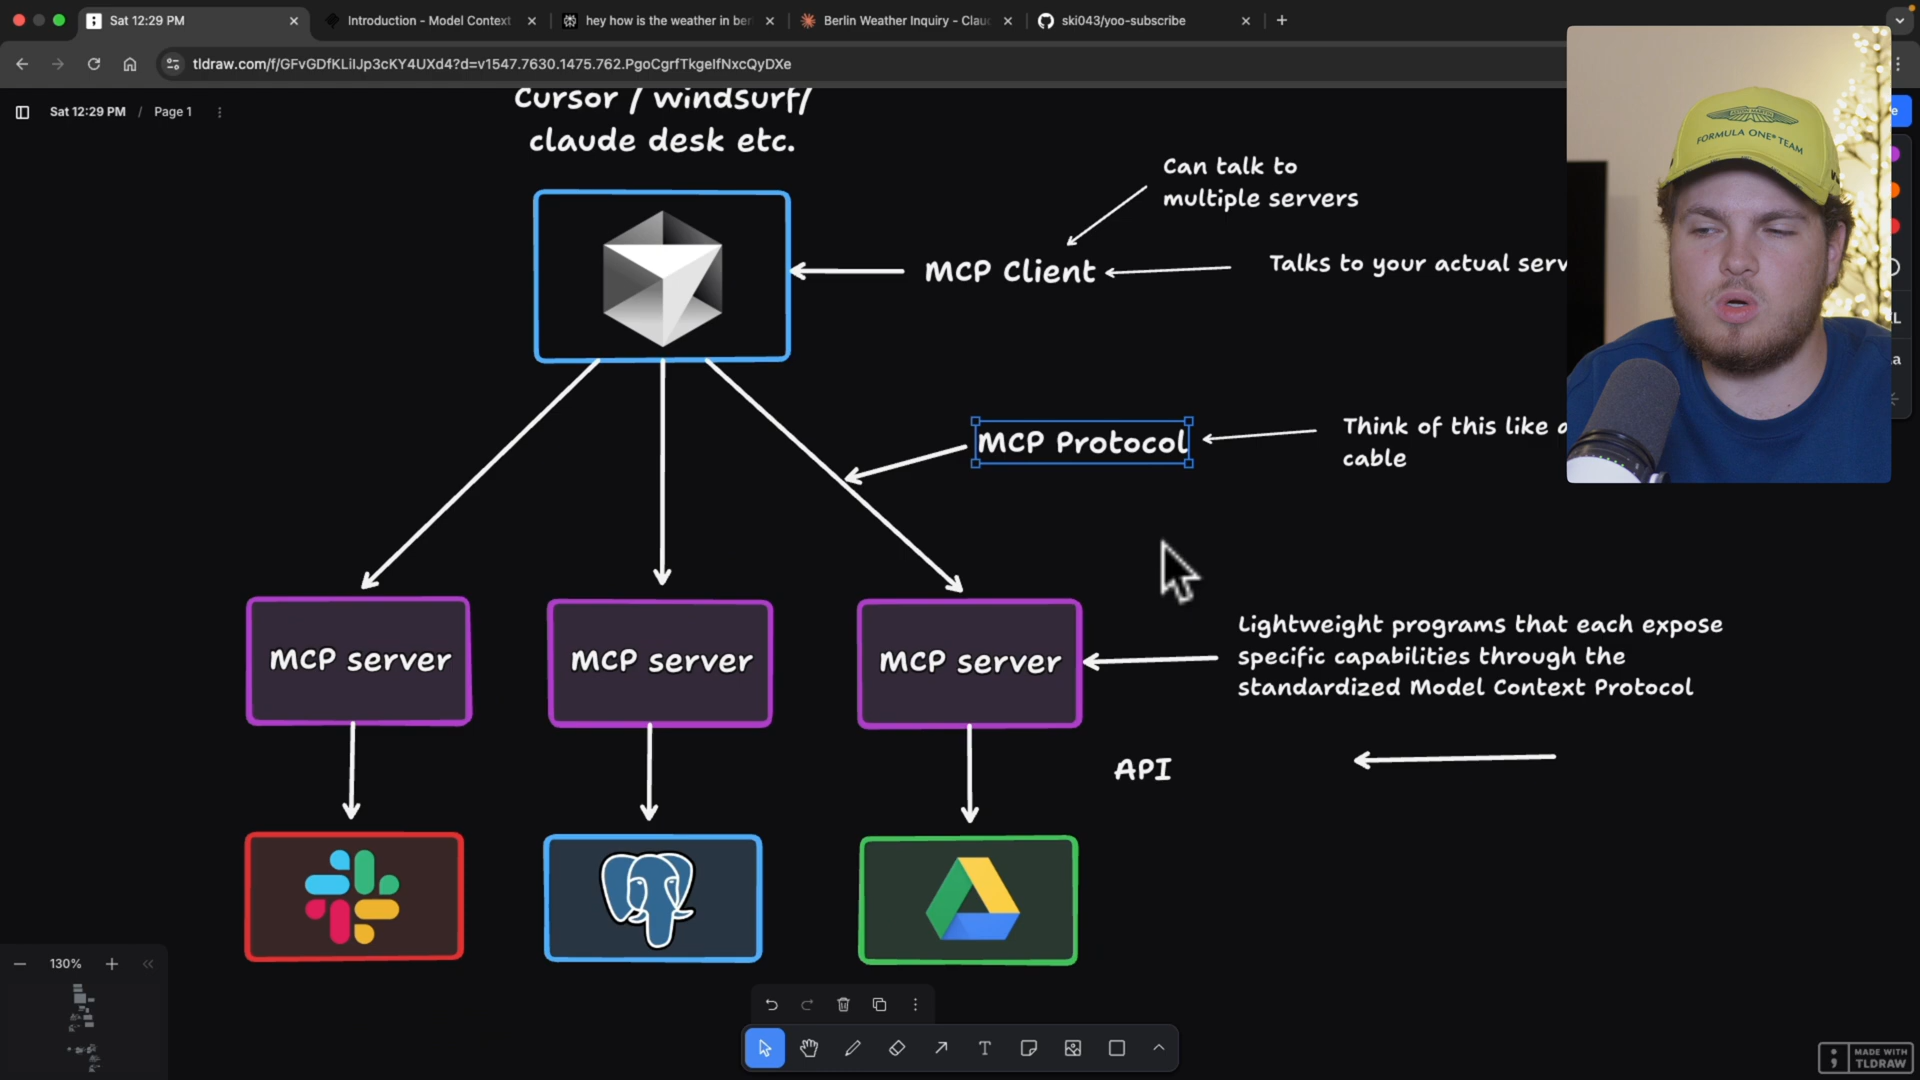 Sat 12:29 PM
Introduction - Model Context
hey how is the weather in ber
Berlin Weather Inquiry - Clau
ski043/yoo-subscribe
tldraw.com/f/GFvGDfKLiIJp3cKY4UXd4?d=v1547.7630.1475.762.PgoCgrfTkgelfNxcQyDXe
Sat 12:29 PM / Page 1
Cursor / windsurf/
claude desk etc.
FORMULA ONE® TEAM
Can talk to
multiple servers
MCP Client
Talks to your actual serv
MCP Protocol
Think of this like a
cable
MCP server
MCP server
MCP server
Lightweight programs that each expose
specific capabilities through the
standardized Model Context Protocol
API
130%
MADE WITH
TLDRAW